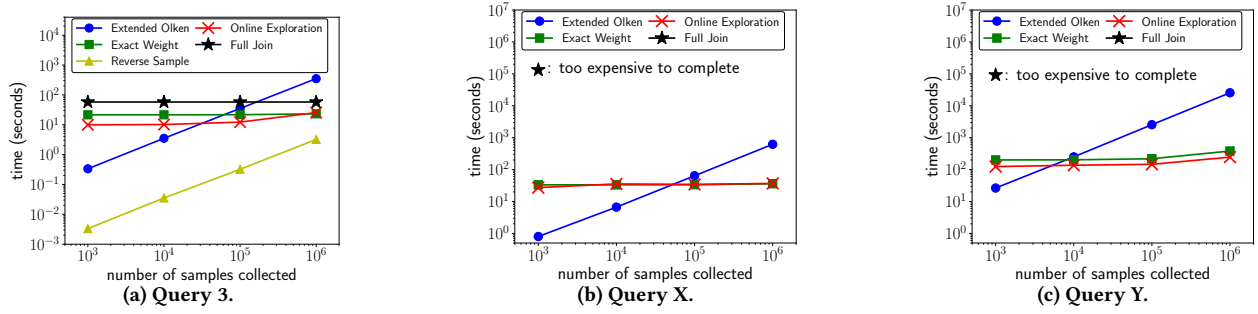 Extended Olken
Online Exploration
Exact Weight
Full Join
Reverse Sample
time (seconds)
10^4
10^3
10^2
10^1
10^0
10^−1
10^−2
10^−3
10^3
10^4
10^5
10^6
number of samples collected
(a) Query 3.
Extended Olken
Online Exploration
Exact Weight
Full Join
★: too expensive to complete
time (seconds)
10^7
10^6
10^5
10^4
10^3
10^2
10^1
10^0
10^3
10^4
10^5
10^6
number of samples collected
(b) Query X.
Extended Olken
Online Exploration
Exact Weight
Full Join
★: too expensive to complete
time (seconds)
10^7
10^6
10^5
10^4
10^3
10^2
10^1
10^0
10^3
10^4
10^5
10^6
number of samples collected
(c) Query Y.